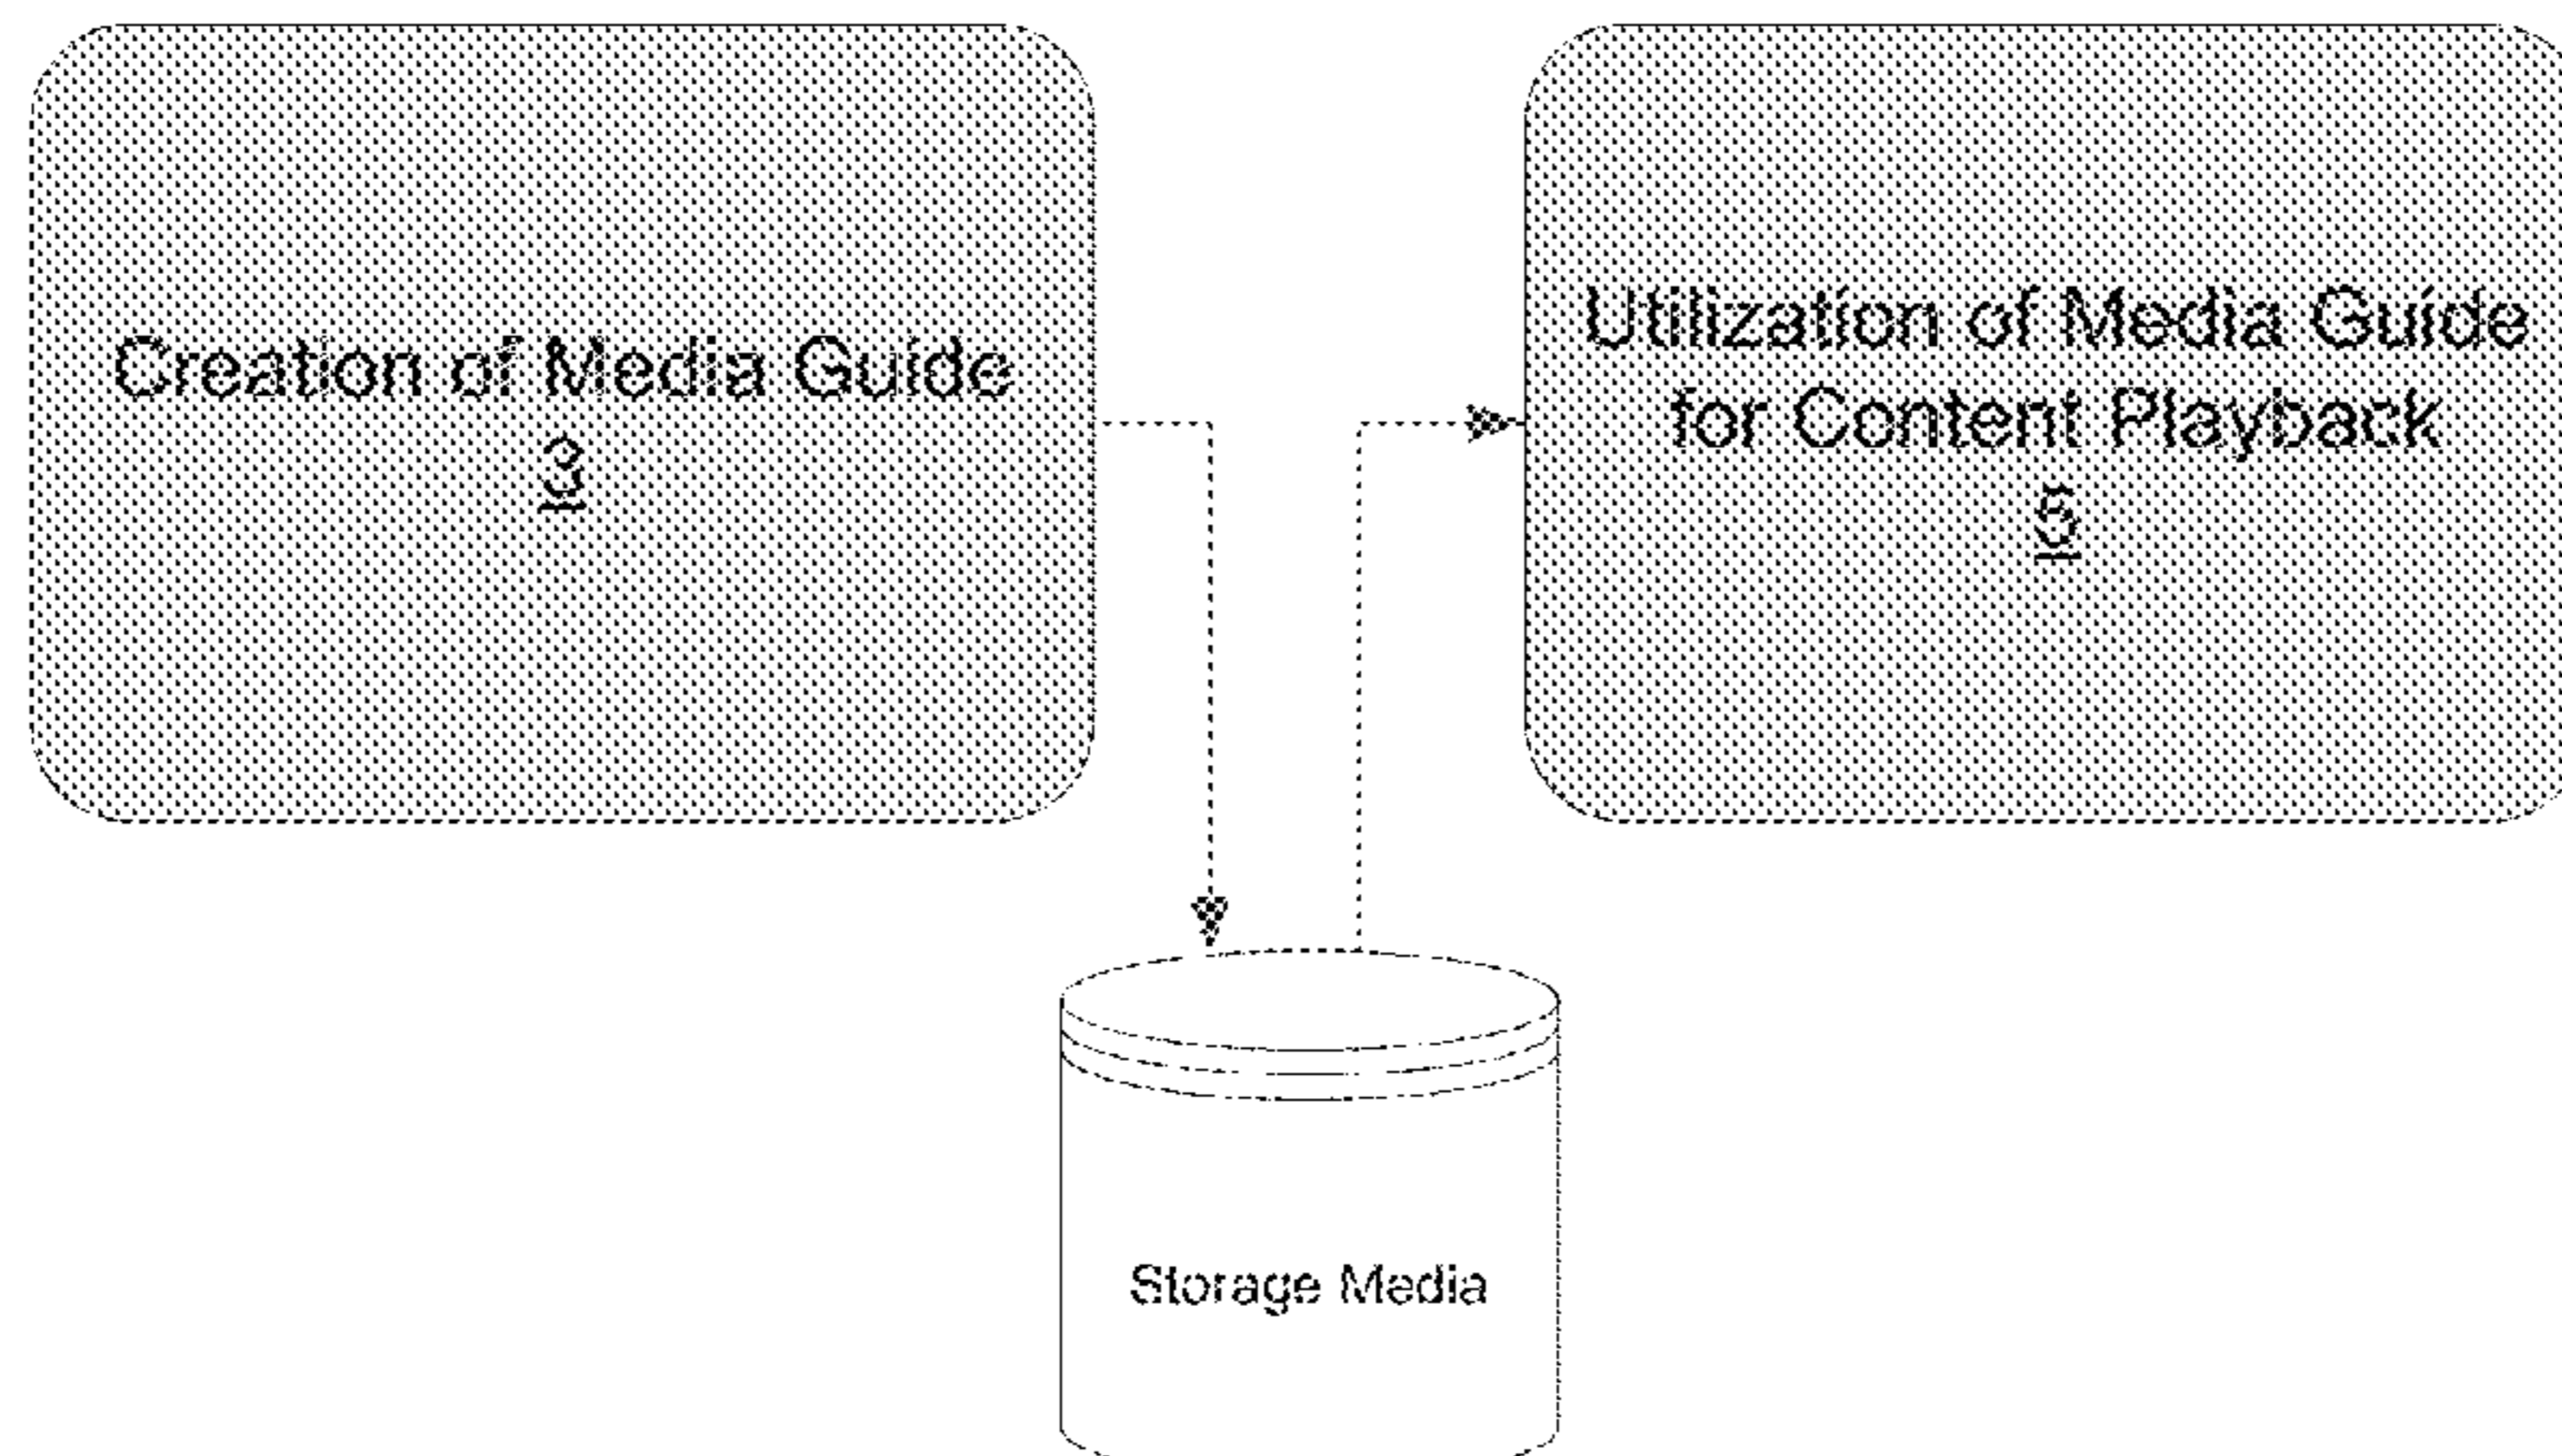 Creation of Media Guide
3
Utilization of Media Guide
for Content Playback
5
Storage Media